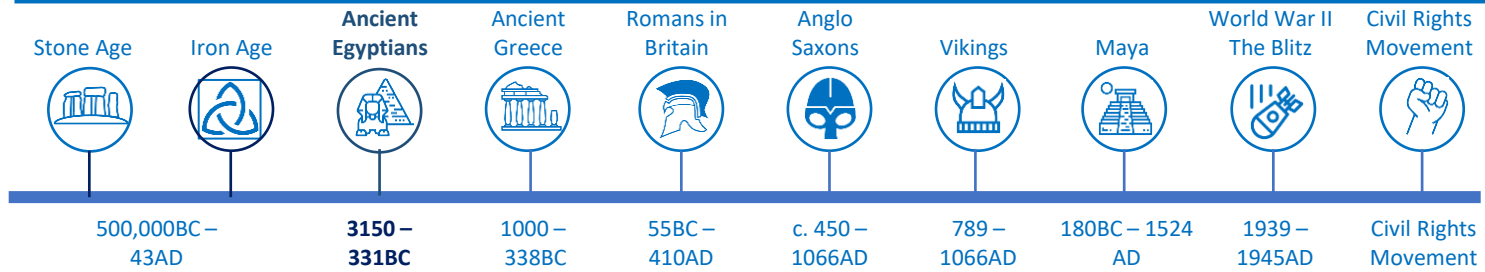 Stone Age
Iron Age
Ancient
Egyptians
Ancient
Greece
Romans in
Britain
Anglo
Saxons
Vikings
Maya
World War II
The Blitz
Civil Rights
Movement
500,000BC –
43AD
3150 –
331BC
1000 –
338BC
55BC –
410AD
c. 450 –
1066AD
789 –
1066AD
180BC – 1524
AD
1939 –
1945AD
Civil Rights
Movement